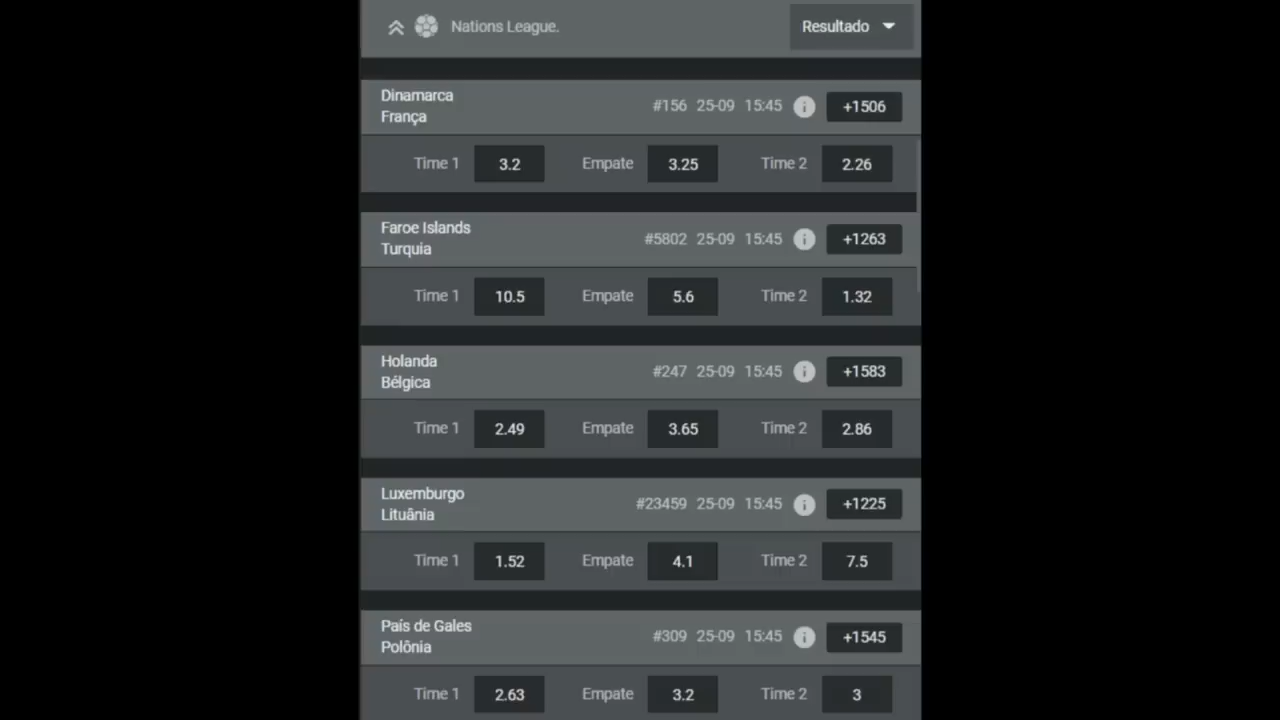 Nations League. Resultado
Dinamarca
França
#156 25-09 15:45 i +1506
Time 1 3.2 Empate 3.25 Time 2 2.26
Faroe Islands
Turquia
#5802 25-09 15:45 i +1263
Time 1 10.5 Empate 5.6 Time 2 1.32
Holanda
Bélgica
#247 25-09 15:45 i +1583
Time 1 2.49 Empate 3.65 Time 2 2.86
Luxemburgo
Lituânia
#23459 25-09 15:45 i +1225
Time 1 1.52 Empate 4.1 Time 2 7.5
País de Gales
Polônia
#309 25-09 15:45 i +1545
Time 1 2.63 Empate 3.2 Time 2 3